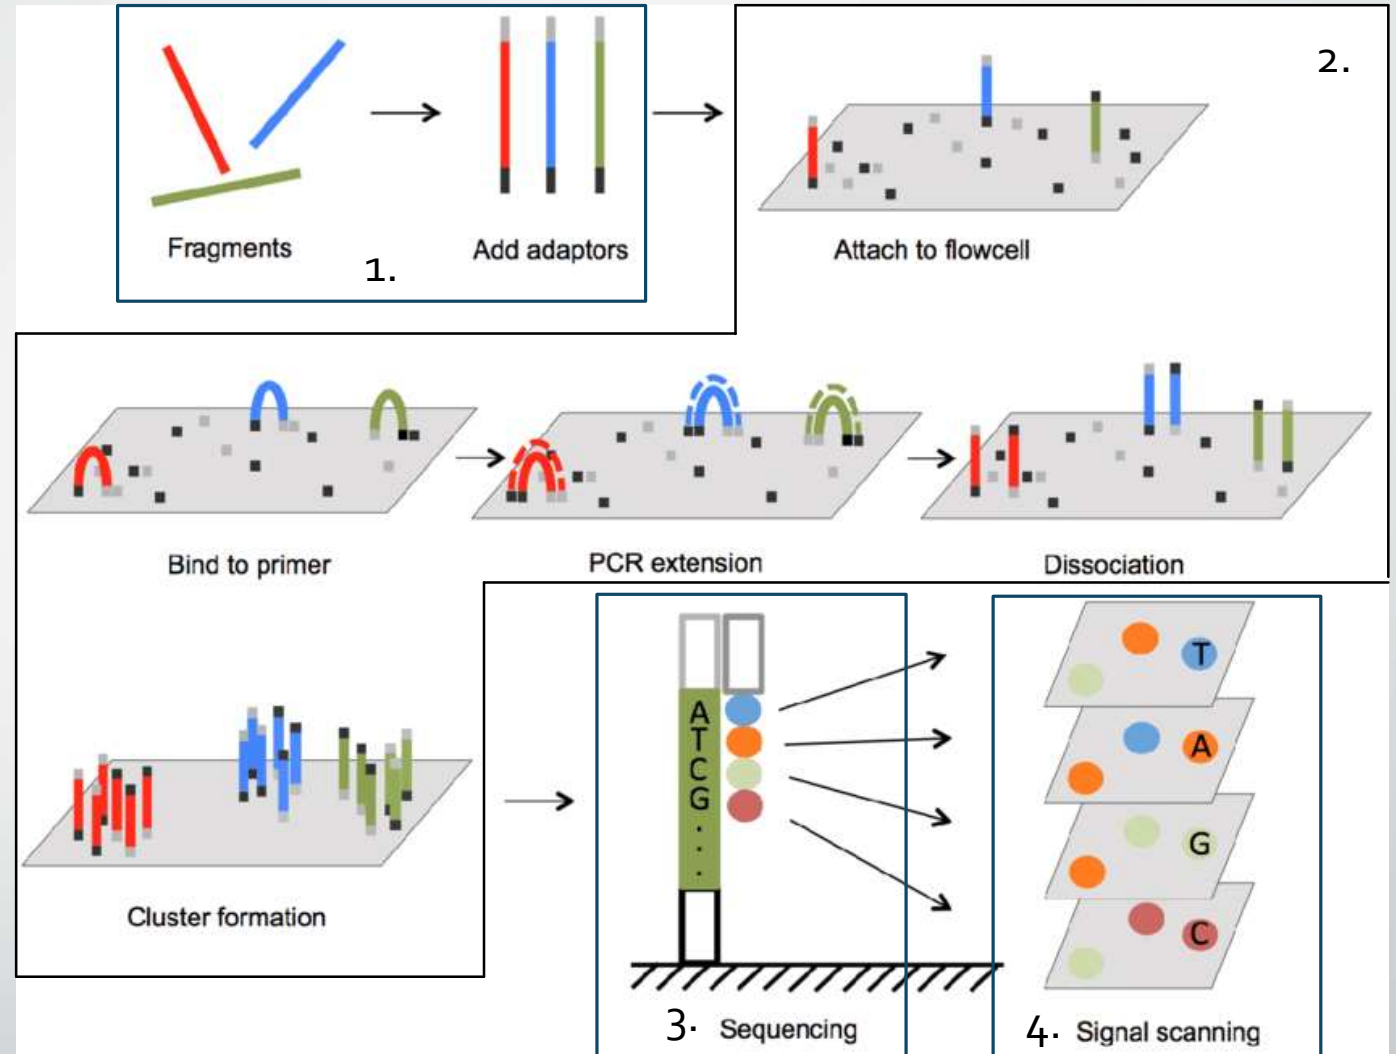 2.
Fragments
Add adaptors
Attach to flowcell
1.
Bind to primer
PCR extension
Dissociation
Cluster formation
A
T
C
G
.
.
.
3. Sequencing
T
A
G
C
4. Signal scanning